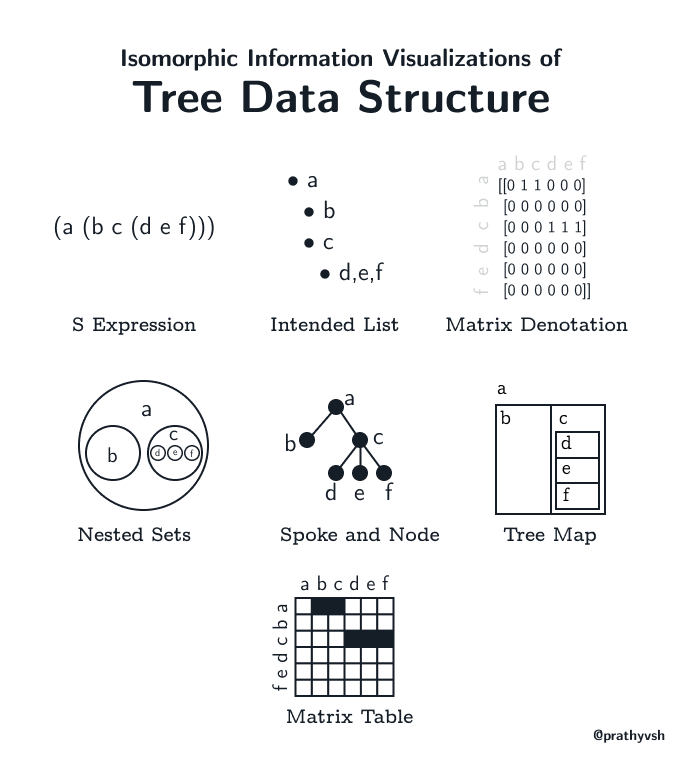 Isomorphic Information Visualizations of
Tree Data Structure
(a (b c (d e f)))
S Expression
• a
• b
• c
• d,e,f
Intended List
a b c d e f
a
b
c
d
e
f
[[0 1 1 0 0 0]
[0 0 0 0 0 0]
[0 0 0 1 1 1]
[0 0 0 0 0 0]
[0 0 0 0 0 0]
[0 0 0 0 0 0]]
Matrix Denotation
a
b
c
d e f
Nested Sets
a
b
c
d e f
Spoke and Node
a
b
c
d
e
f
Tree Map
a b c d e f
a
b
c
d
e
f
Matrix Table
@prathyvsh